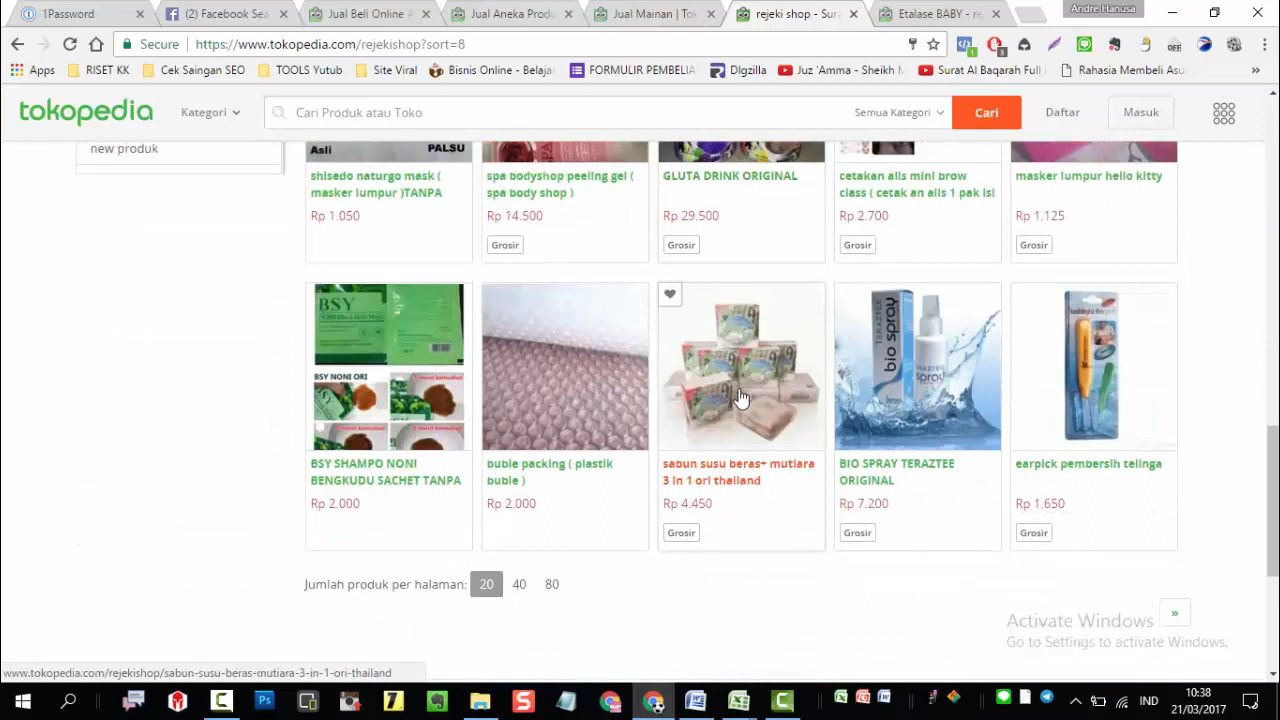 Andre Hanusa
1Password
(2) Facebook Sea
Jual Beli Online A
Jual Aneka Produ
Jual Mainan | Tok
rejeki shop - Sura
Etalase BABY - re
Secure
https://www.tokopedia.com/rejekishop?sort=8
Apps
RISET KK
Cek Saingan SEO
TOOLS Yutub
Site Viral
Bisnis Online - Belaja
FORMULIR PEMBELIA
DIgzilla
Juz 'Amma - Sheikh M
Surat Al Baqarah Full
Rahasia Membeli Asu
tokopedia
Kategori
Cari Produk atau Toko
Semua Kategori
Cari
Daftar
Masuk
new produk
Asli
PALSU
shisedo naturgo mask (
masker lumpur )TANPA
Rp 1.050
spa bodyshop peeling gel (
spa body shop )
Rp 14.500
Grosir
GLUTA DRINK ORIGINAL
Rp 29.500
Grosir
cetakan alis mini brow
class ( cetak an alis 1 pak isi
Rp 2.700
Grosir
masker lumpur hello kitty
Rp 1.125
Grosir
BSY
BSY NONI ORI
BSY SHAMPO NONI
BENGKUDU SACHET TANPA
Rp 2.000
buble packing ( plastik
buble )
Rp 2.000
sabun susu beras+ mutiara
3 in 1 ori thailand
Rp 4.450
Grosir
TERAZTEE
bio spray
spray
BIO SPRAY TERAZTEE
ORIGINAL
Rp 7.200
Grosir
earpick pembersih telinga
Rp 1.650
Grosir
Jumlah produk per halaman:
20
40
80
»
Activate Windows
Go to Settings to activate Windows.
www.tokopedia.com/rejekishop/sabun-susu-beras-mutiara-3-in-1-ori-thailand
IND
10:38
21/03/2017